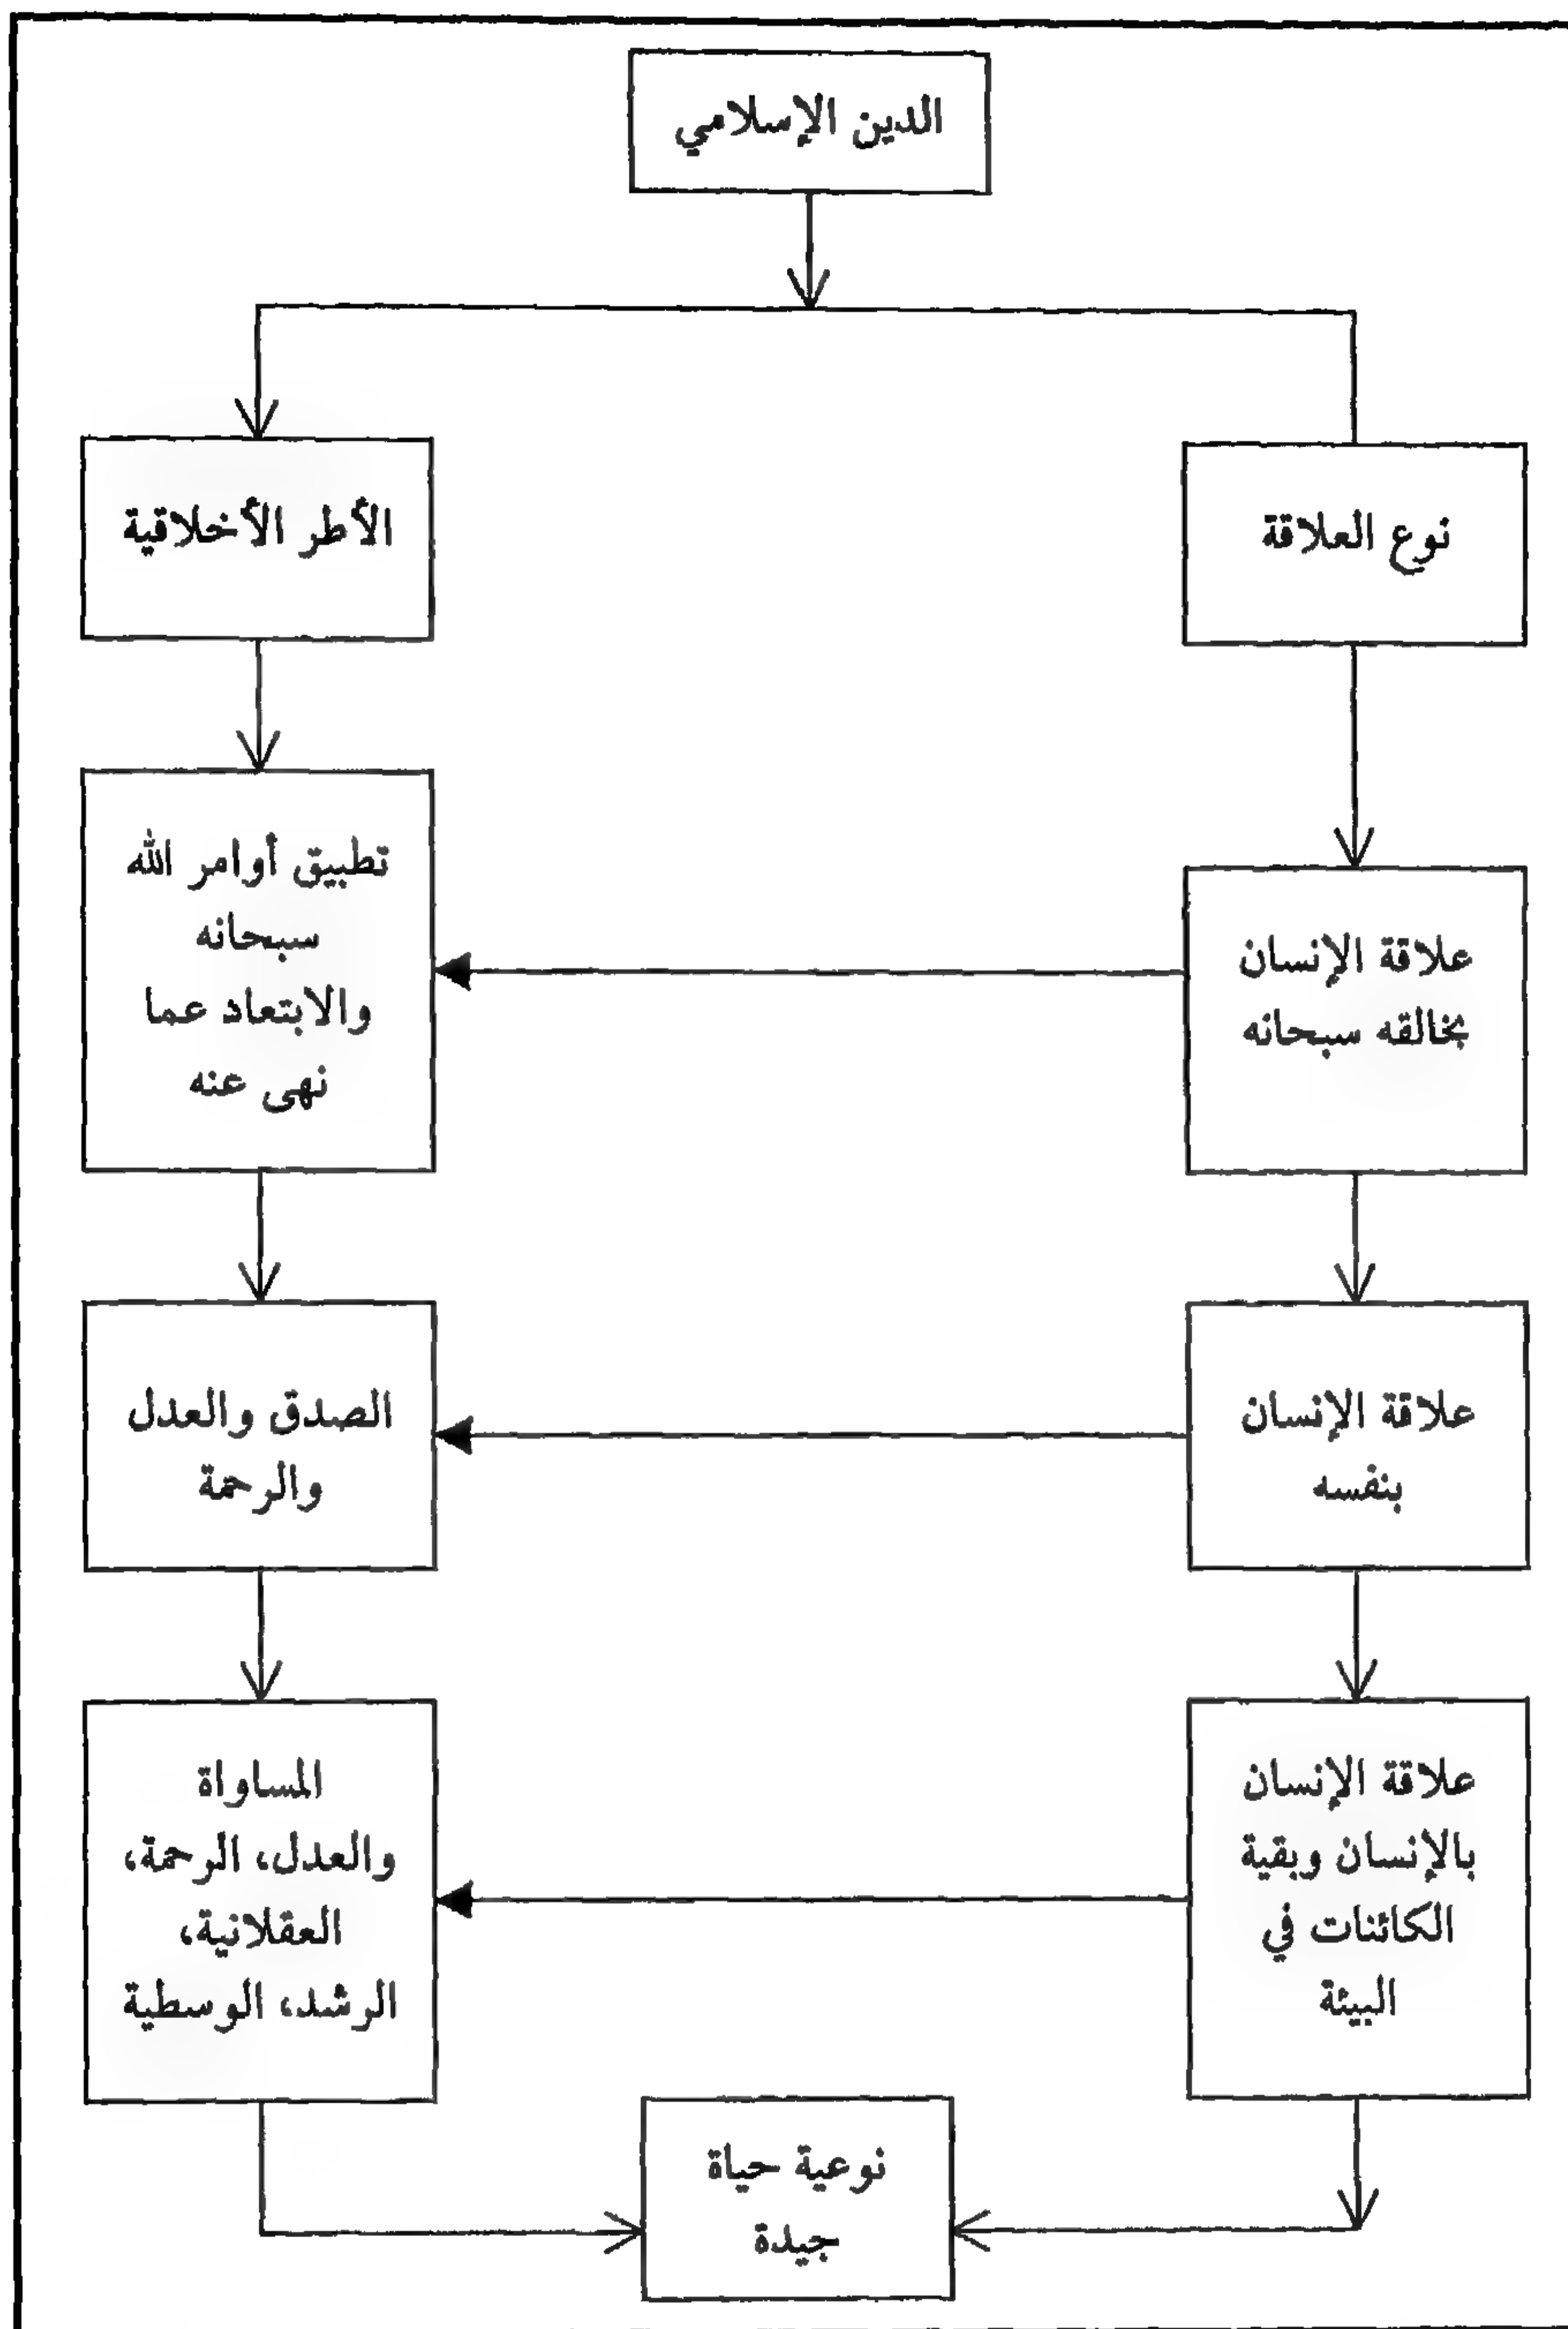 الدين الإسلامي
نوع العلاقة
الأطر الأخلاقية
علاقة الإنسان
بخالقه سبحانه
تطبيق أوامر الله
سبحانه
والابتعاد عما
نهى عنه
علاقة الإنسان
بنفسه
الصدق والعدل
والرحمة
علاقة الإنسان
بالإنسان وبقية
الكائنات في
البيئة
المساواة
والعدل، الرحمة،
العقلانية،
الرشد، الوسطية
نوعية حياة
جيدة